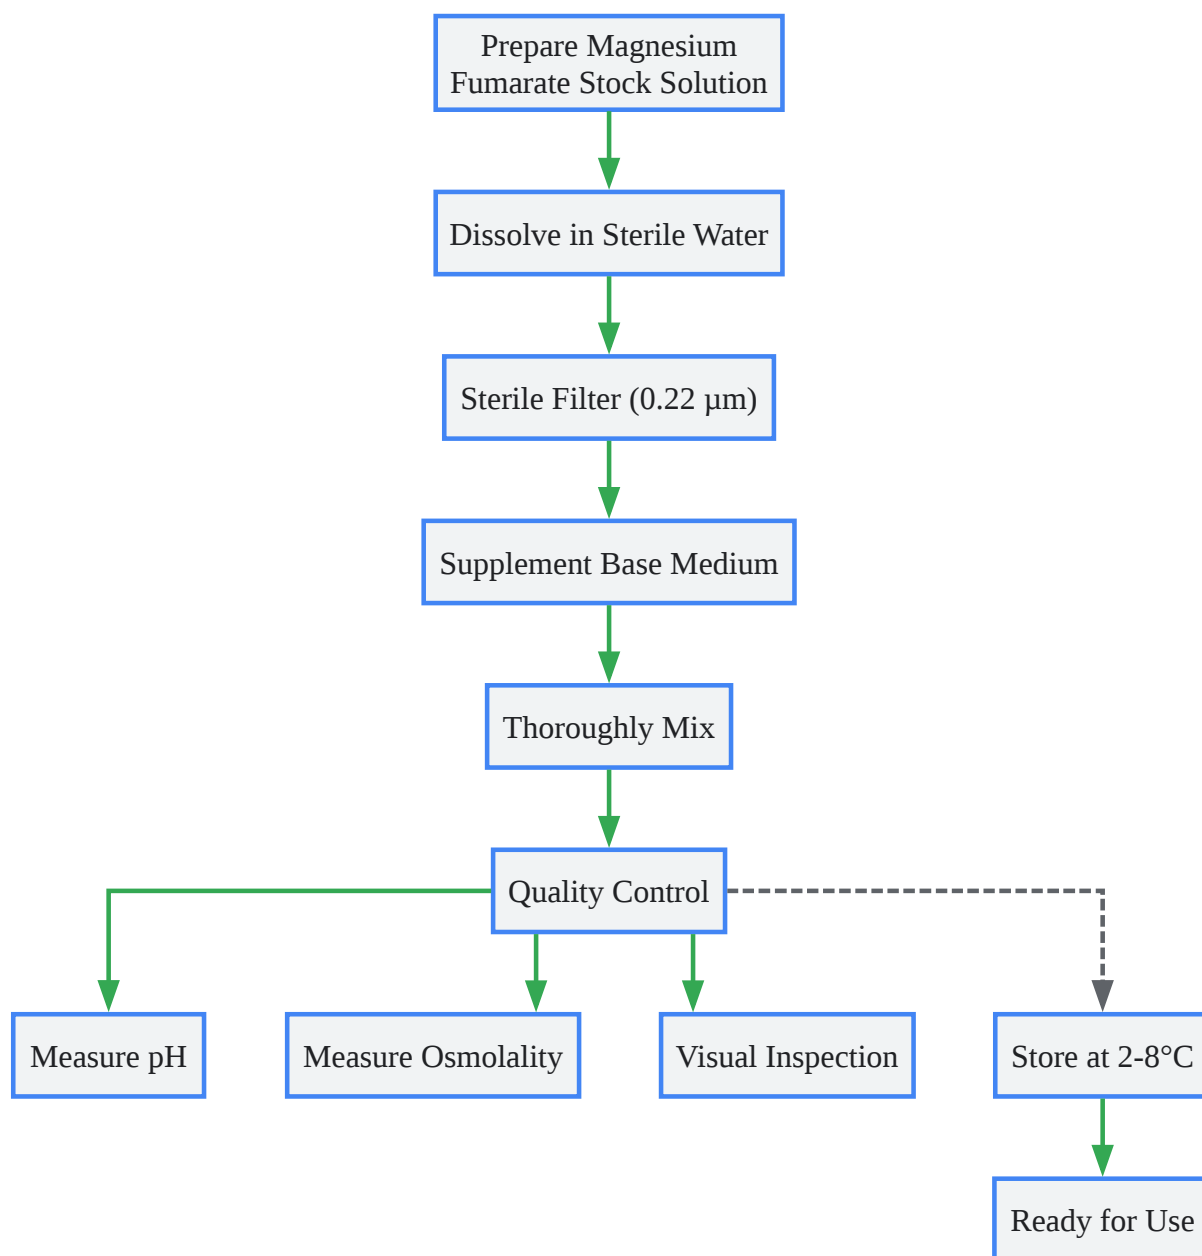 Prepare Magnesium
Fumarate Stock Solution
Dissolve in Sterile Water
Sterile Filter (0.22 µm)
Supplement Base Medium
Thoroughly Mix
Quality Control
Measure pH
Measure Osmolality
Visual Inspection
Store at 2-8°C
Ready for Use